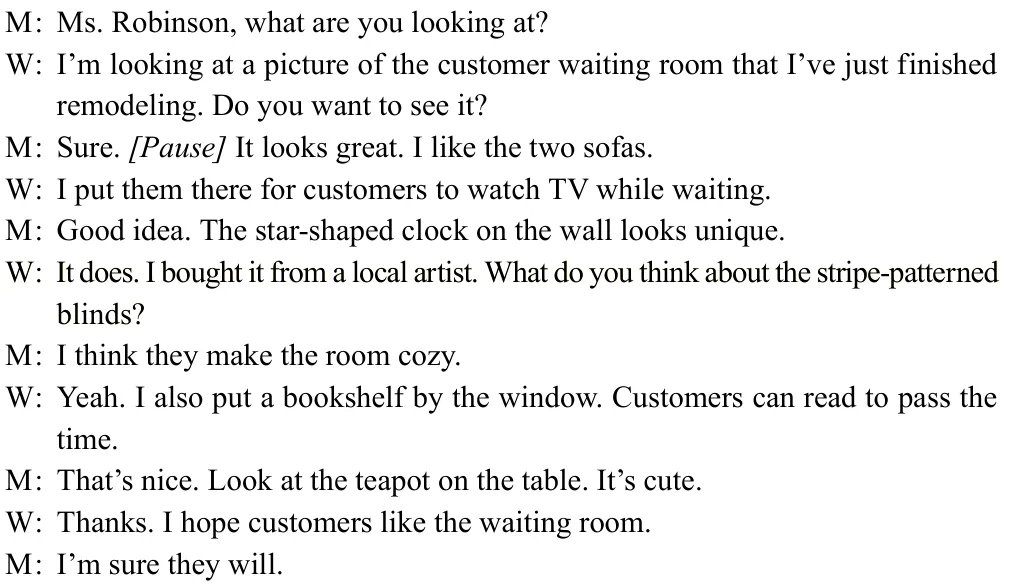 M: Ms. Robinson, what are you looking at?
W: I’m looking at a picture of the customer waiting room that I’ve just finished
remodeling. Do you want to see it?
M: Sure. [Pause] It looks great. I like the two sofas.
W: I put them there for customers to watch TV while waiting.
M: Good idea. The star-shaped clock on the wall looks unique.
W: It does. I bought it from a local artist. What do you think about the stripe-patterned
blinds?
M: I think they make the room cozy.
W: Yeah. I also put a bookshelf by the window. Customers can read to pass the
time.
M: That’s nice. Look at the teapot on the table. It’s cute.
W: Thanks. I hope customers like the waiting room.
M: I’m sure they will.